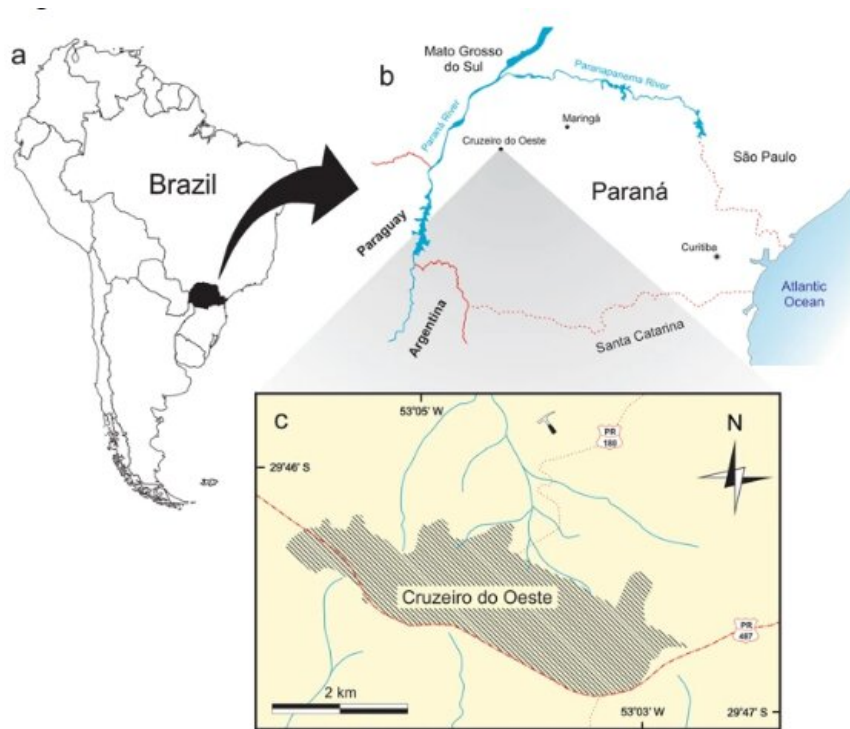 a
Brazil
b
Mato Grosso
do Sul
Paranapanema River
Paraná River
Maringá
Cruzeiro do Oeste
São Paulo
Paraná
Paraguay
Curitiba
Atlantic
Ocean
Argentina
Santa Catarina
C
53°05' W
N
PR
180
29°46' S
Cruzeiro do Oeste
PR
487
2 km
53°03' W
29°47' S